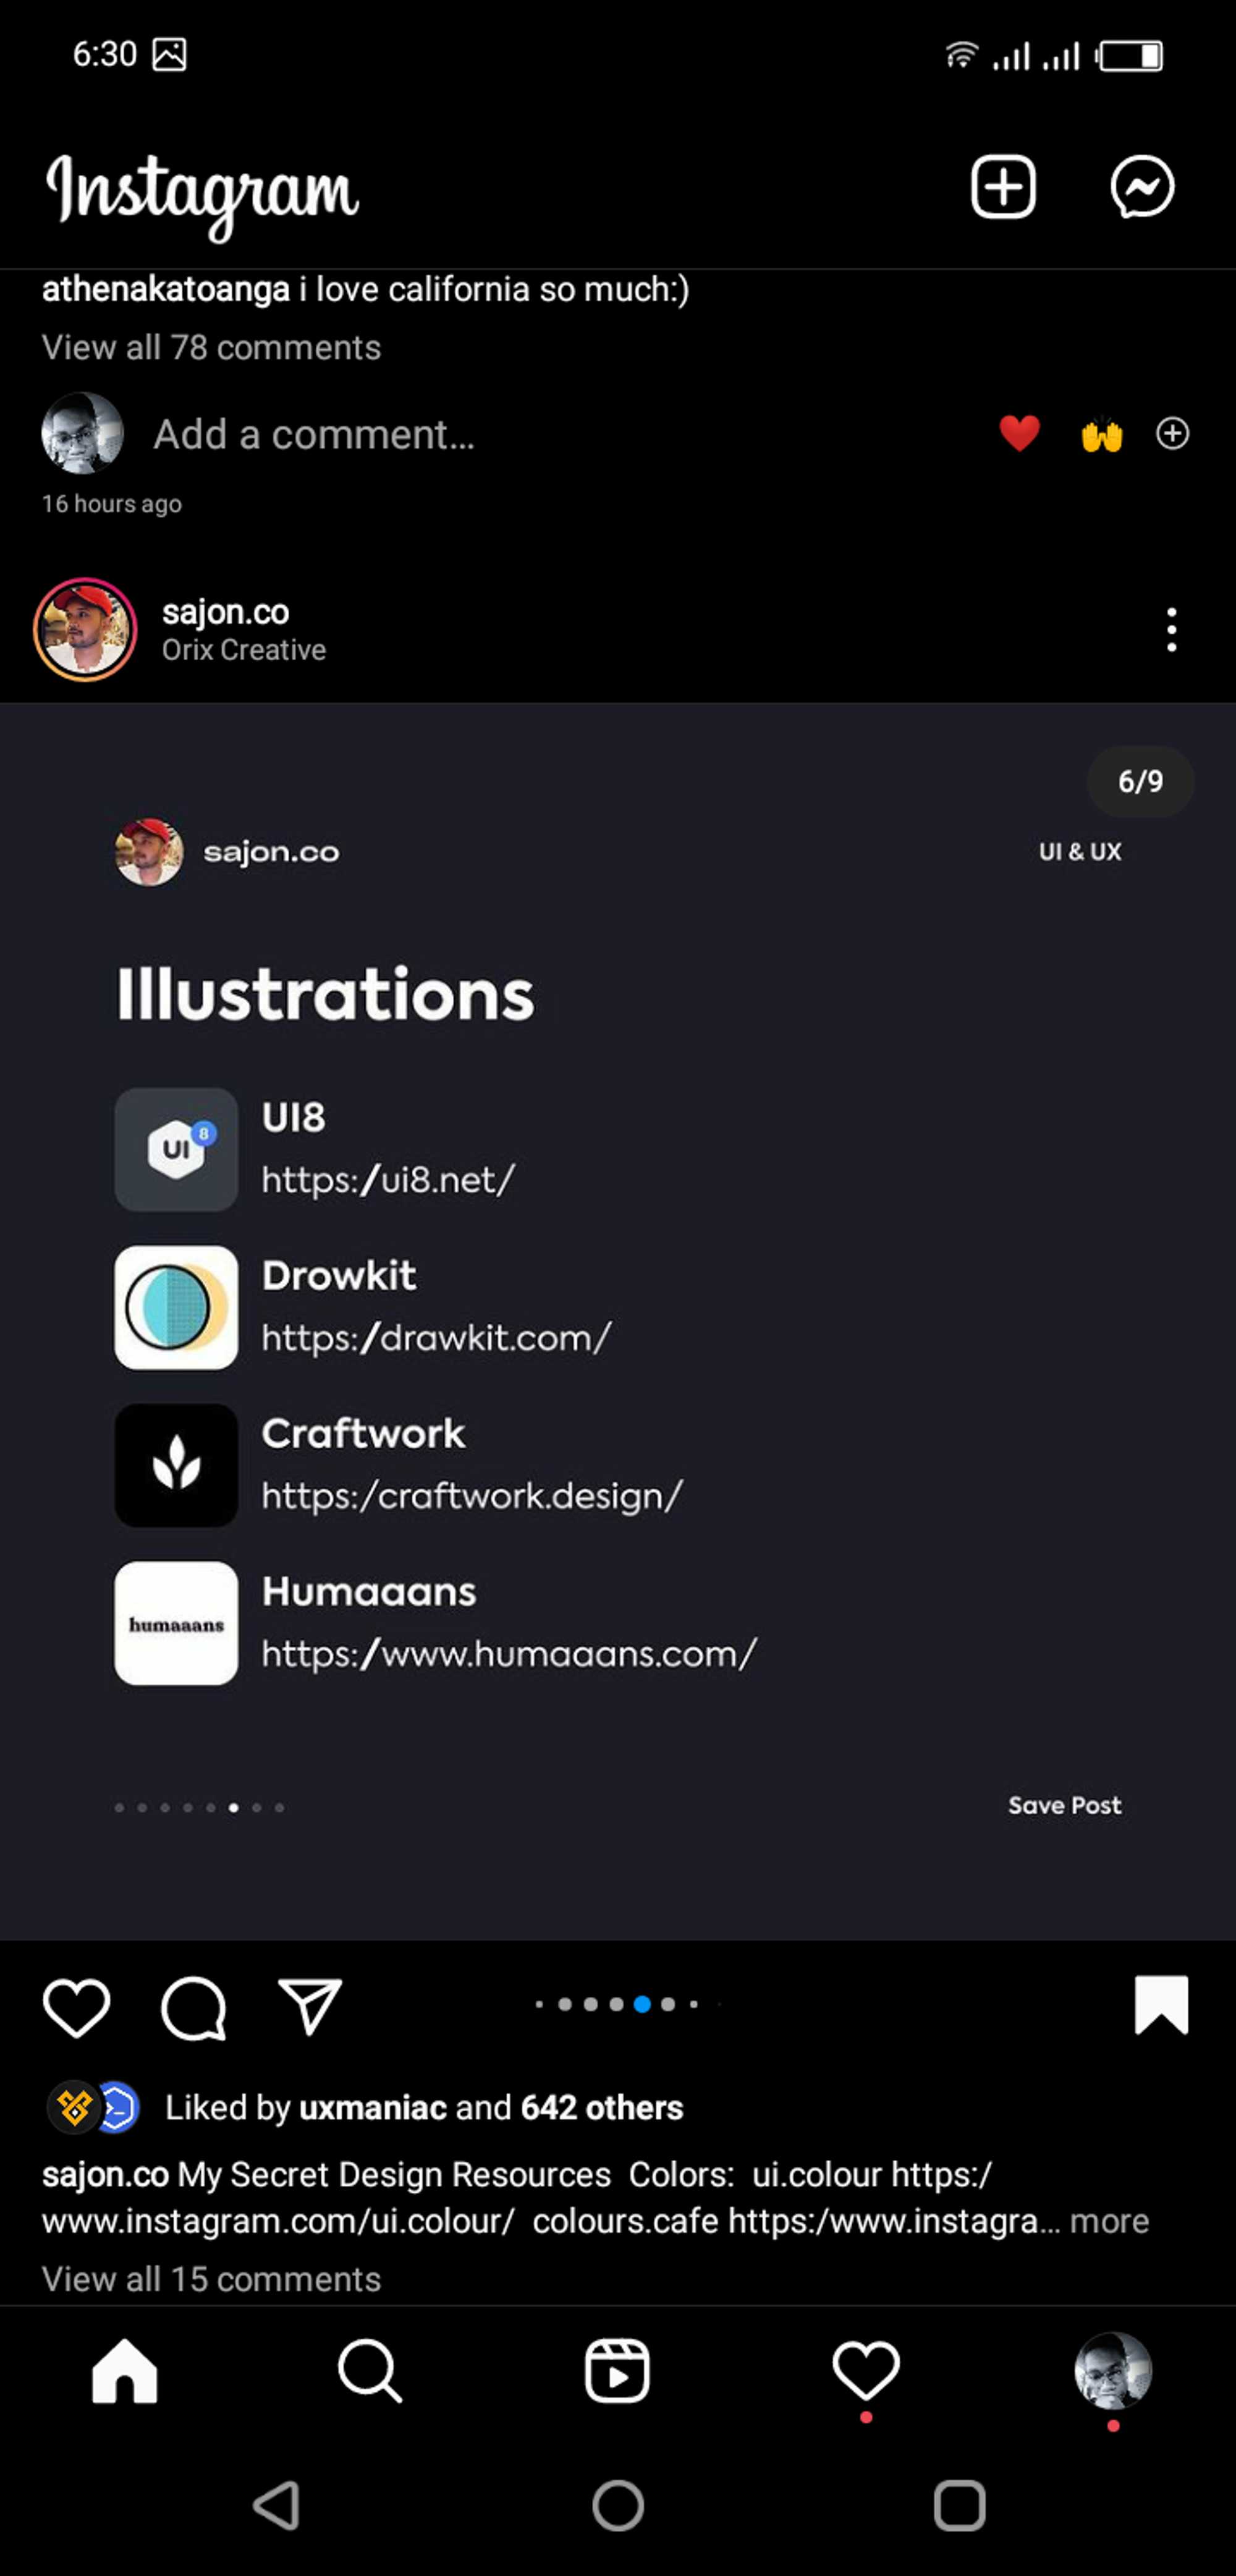 6:30
Instagram
athenakatoanga i love california so much:)
View all 78 comments
Add a comment...
16 hours ago
sajon.co
Orix Creative
6/9
sajon.co
UI & UX
Illustrations
UI 8
UI8
https:/ui8.net/
Drowkit
https:/drawkit.com/
Craftwork
https:/craftwork.design/
humaaans
Humaaans
https:/www.humaaans.com/
Save Post
Liked by uxmaniac and 642 others
sajon.co My Secret Design Resources  Colors:  ui.colour https:/
www.instagram.com/ui.colour/  colours.cafe https:/www.instagra... more
View all 15 comments